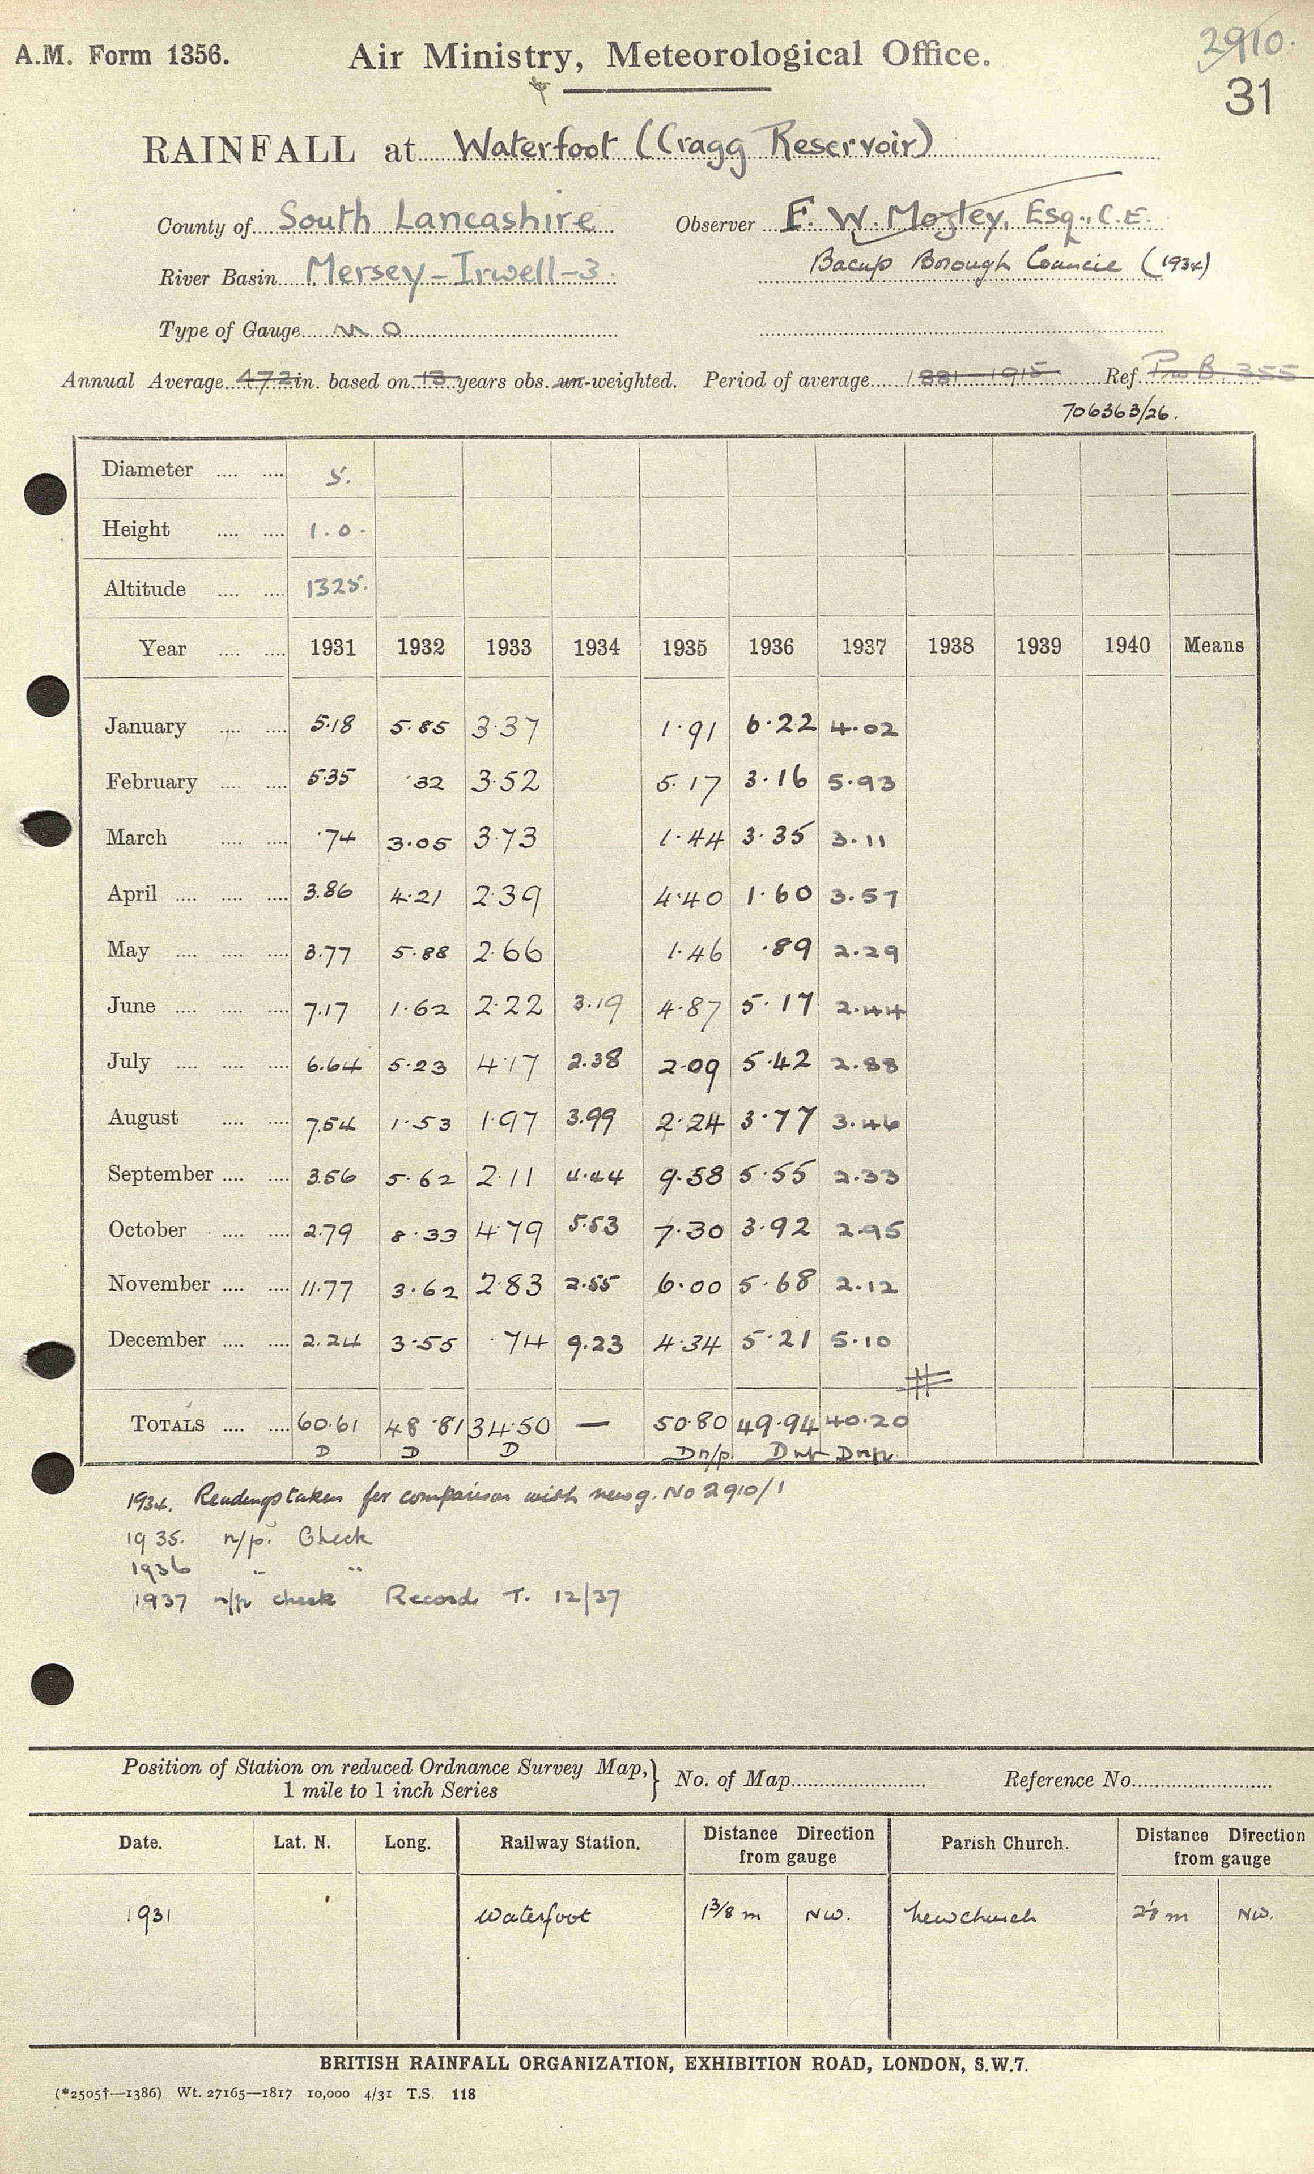 A.M. Form 1356. Air Ministry, Meteorological Office. 2910.
31
RAINFALL at Waterfoot (Cragg Reservoir)
County of South Lancashire Observer F. W. Mozley, Esq., C.E.
River Basin Mersey - Irwell - 3. Bacup Borough Council (1934)
Type of Gauge M O
Annual Average 47.2 in. based on 13 years obs. un-weighted. Period of average 1881-1915 Ref. B. 355
706363/26.
Diameter .... .... 5.
Height .... .... 1.0.
Altitude .... .... 1325.
Year .... .... 1931 1932 1933 1934 1935 1936 1937 1938 1939 1940 Means
January .... .... 5.18 5.85 3.37 1.91 6.22 4.02
February .... .... 5.35 .32 3.52 5.17 3.16 5.93
March .... .... .74 3.05 3.73 1.44 3.35 3.11
April .... .... .... 3.86 4.21 2.39 4.40 1.60 3.57
May .... .... .... 3.77 5.88 2.66 1.46 .89 2.29
June .... .... .... 7.17 1.62 2.22 3.19 4.87 5.17 2.44
July .... .... .... 6.64 5.23 4.17 2.38 2.09 5.42 2.88
August .... .... 7.54 1.53 1.97 3.99 2.24 3.77 3.46
September .... .... 3.56 5.62 2.11 4.44 9.58 5.55 2.33
October .... .... 2.79 8.33 4.79 5.53 7.30 3.92 2.95
November .... .... 11.77 3.62 2.83 2.55 6.00 5.68 2.12
December .... .... 2.24 3.55 .74 9.23 4.34 5.21 5.10
TOTALS .... .... 60.61 48.81 34.50 — 50.80 49.94 40.20
D D D D n/p. D n/p D n/p.
1934. Readings taken for comparison with new g. No 2910/1
1935. n/p. Check
1936 " "
1937 n/p check Record T. 12/37
Position of Station on reduced Ordnance Survey Map, } No. of Map Reference No.
1 mile to 1 inch Series
Date. Lat. N. Long. Railway Station. Distance Direction Parish Church. Distance Direction
from gauge from gauge
1931 Waterfoot 1 3/8 m NW. Newchurch m NW.
BRITISH RAINFALL ORGANIZATION, EXHIBITION ROAD, LONDON, S.W.7.
(*2505†—1386) Wt. 27165—1817 10,000 4/31 T.S. 118